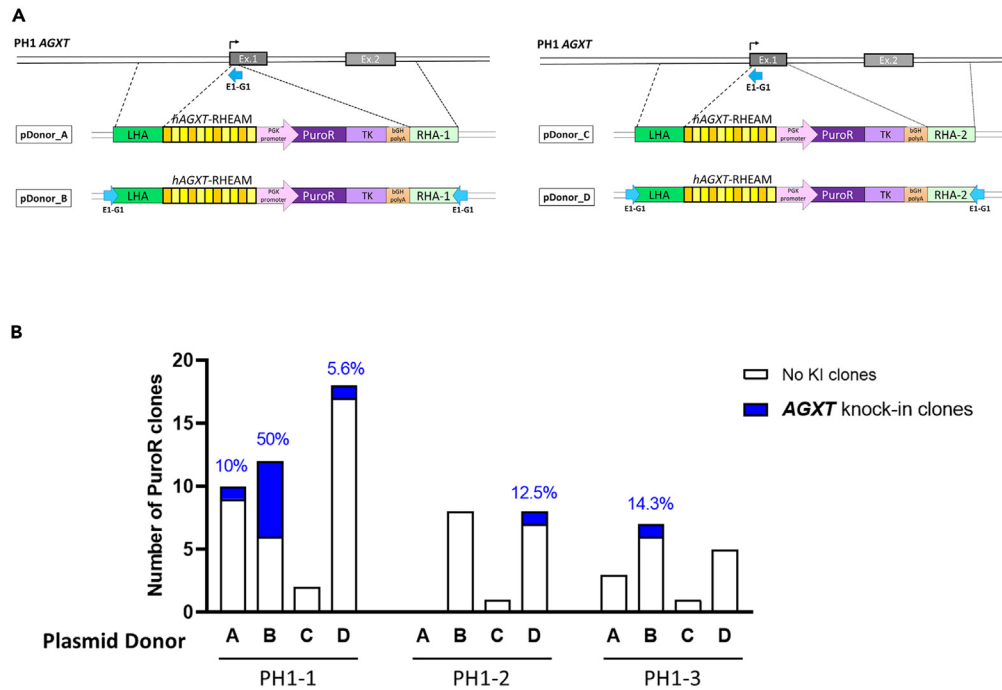 A
PH1 AGXT
Ex.1
Ex.2
E1-G1
hAGXT-RHEAM
pDonor_A
LHA
PGK promoter
PuroR
TK
bGH polyA
RHA-1
hAGXT-RHEAM
pDonor_B
LHA
PGK promoter
PuroR
TK
bGH polyA
RHA-1
E1-G1
E1-G1
PH1 AGXT
Ex.1
Ex.2
E1-G1
hAGXT-RHEAM
pDonor_C
LHA
PGK promoter
PuroR
TK
bGH polyA
RHA-2
hAGXT-RHEAM
pDonor_D
LHA
PGK promoter
PuroR
TK
bGH polyA
RHA-2
E1-G1
E1-G1
B
Number of PuroR clones
20
15
10
5
0
10%
50%
5.6%
12.5%
14.3%
No KI clones
AGXT knock-in clones
Plasmid Donor
A B C D
A B C D
A B C D
PH1-1
PH1-2
PH1-3